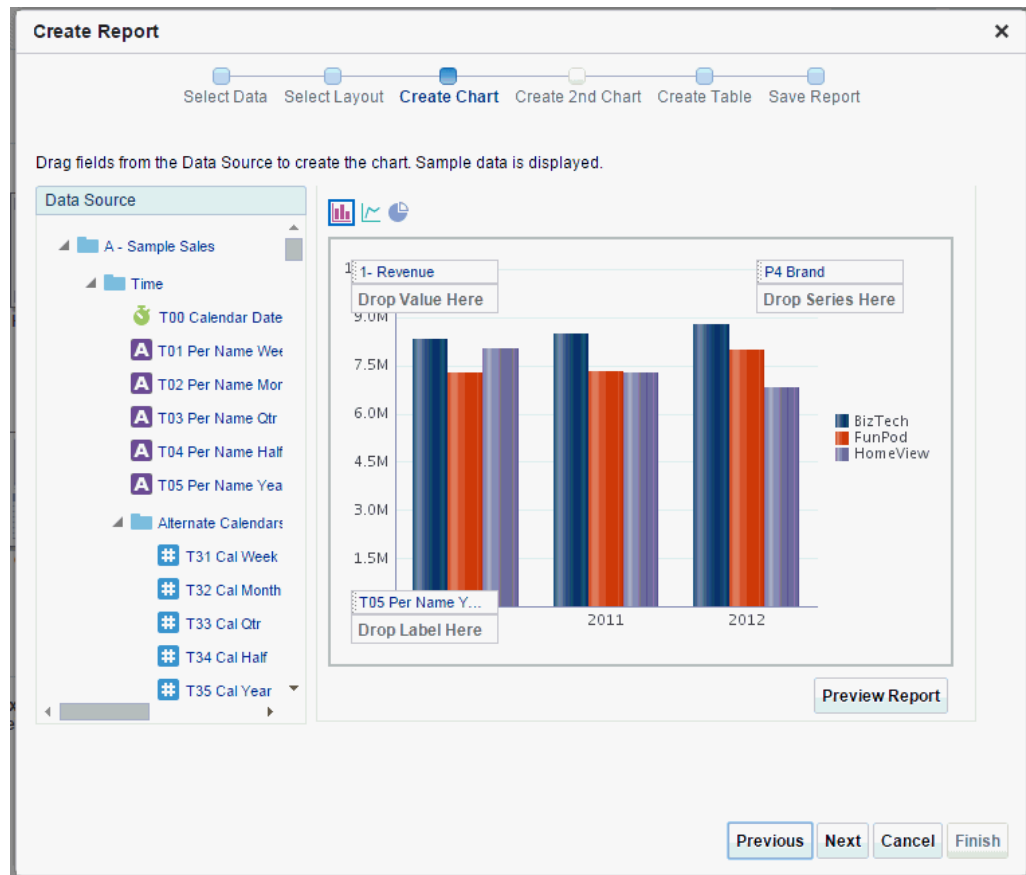 Create Report
Select Data Select Layout Create Chart Create 2nd Chart Create Table Save Report
Drag fields from the Data Source to create the chart. Sample data is displayed.
Data Source
A - Sample Sales
Time
T00 Calendar Date
T01 Per Name Wee
T02 Per Name Mor
T03 Per Name Qtr
T04 Per Name Half
T05 Per Name Yea
Alternate Calendars
T31 Cal Week
T32 Cal Month
T33 Cal Qtr
T34 Cal Half
T35 Cal Year
1- Revenue
Drop Value Here
P4 Brand
Drop Series Here
9.0M
7.5M
6.0M
4.5M
3.0M
1.5M
BizTech
FunPod
HomeView
T05 Per Name Y...
Drop Label Here
2011 2012
Preview Report
Previous Next Cancel Finish